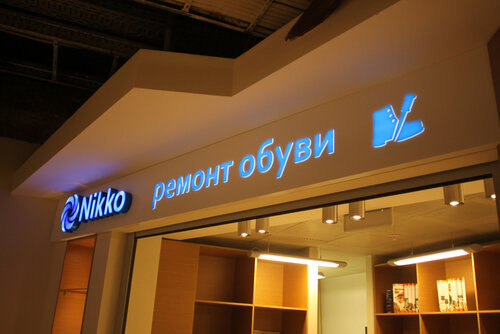 Nikko ремонт обуви